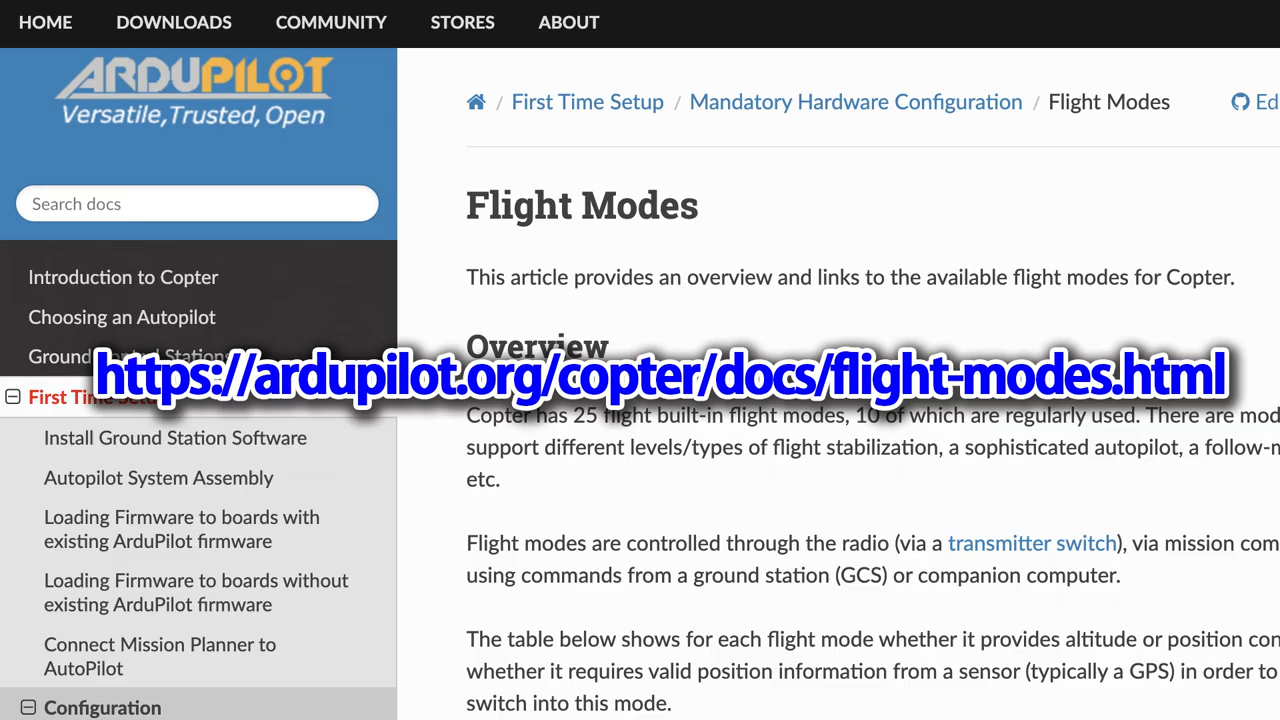 HOME DOWNLOADS COMMUNITY STORES ABOUT
ARDUPILOT
Versatile,Trusted, Open
Search docs
Introduction to Copter
Choosing an Autopilot
Ground Control Stations
First Time Setup
Install Ground Station Software
Autopilot System Assembly
Loading Firmware to boards with
existing ArduPilot firmware
Loading Firmware to boards without
existing ArduPilot firmware
Connect Mission Planner to
AutoPilot
Configuration
/ First Time Setup / Mandatory Hardware Configuration / Flight Modes Ed
Flight Modes
This article provides an overview and links to the available flight modes for Copter.
Overview
https://ardupilot.org/copter/docs/flight-modes.html
Copter has 25 flight built-in flight modes, 10 of which are regularly used. There are mod
support different levels/types of flight stabilization, a sophisticated autopilot, a follow-m
etc.
Flight modes are controlled through the radio (via a transmitter switch), via mission com
using commands from a ground station (GCS) or companion computer.
The table below shows for each flight mode whether it provides altitude or position con
whether it requires valid position information from a sensor (typically a GPS) in order to
switch into this mode.